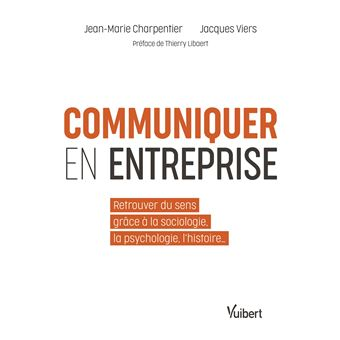 Jean-Marie Charpentier Jacques Viers
Préface de Thierry Libaert
COMMUNIQUER
EN ENTREPRISE
Retrouver du sens
grâce à la sociologie,
la psychologie, l'histoire...
Vuibert